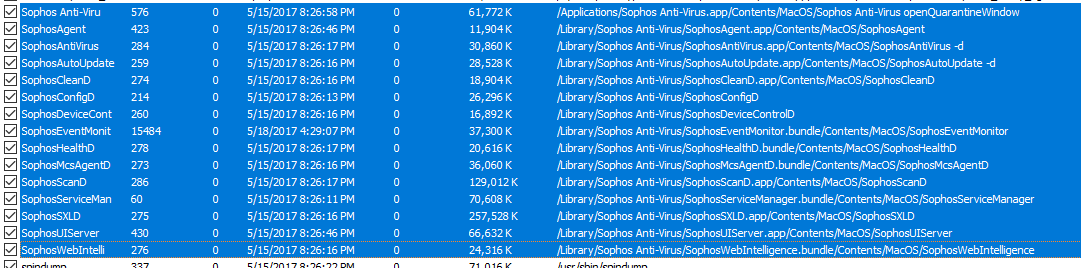 Sophos Anti-Viru 576 0 5/15/2017 8:26:58 PM 0 61,772 K /Applications/Sophos Anti-Virus.app/Contents/MacOS/Sophos Anti-Virus openQuarantineWindow
SophosAgent 423 0 5/15/2017 8:26:46 PM 0 11,904 K /Library/Sophos Anti-Virus/SophosAgent.app/Contents/MacOS/SophosAgent
SophosAntiVirus 284 0 5/15/2017 8:26:17 PM 0 30,860 K /Library/Sophos Anti-Virus/SophosAntiVirus.app/Contents/MacOS/SophosAntiVirus -d
SophosAutoUpdate 259 0 5/15/2017 8:26:16 PM 0 28,528 K /Library/Sophos Anti-Virus/SophosAutoUpdate.app/Contents/MacOS/SophosAutoUpdate -d
SophosCleanD 274 0 5/15/2017 8:26:16 PM 0 18,904 K /Library/Sophos Anti-Virus/SophosCleanD.app/Contents/MacOS/SophosCleanD
SophosConfigD 214 0 5/15/2017 8:26:13 PM 0 26,296 K /Library/Sophos Anti-Virus/SophosConfigD
SophosDeviceCont 260 0 5/15/2017 8:26:16 PM 0 16,892 K /Library/Sophos Anti-Virus/SophosDeviceControlD
SophosEventMonit 15484 0 5/18/2017 4:29:07 PM 0 37,300 K /Library/Sophos Anti-Virus/SophosEventMonitor.bundle/Contents/MacOS/SophosEventMonitor
SophosHealthD 278 0 5/15/2017 8:26:17 PM 0 20,616 K /Library/Sophos Anti-Virus/SophosHealthD.bundle/Contents/MacOS/SophosHealthD
SophosMcsAgentD 273 0 5/15/2017 8:26:16 PM 0 36,060 K /Library/Sophos Anti-Virus/SophosMcsAgentD.bundle/Contents/MacOS/SophosMcsAgentD
SophosScanD 286 0 5/15/2017 8:26:17 PM 0 129,012 K /Library/Sophos Anti-Virus/SophosScanD.app/Contents/MacOS/SophosScanD
SophosServiceMan 60 0 5/15/2017 8:26:11 PM 0 70,608 K /Library/Sophos Anti-Virus/SophosServiceManager.bundle/Contents/MacOS/SophosServiceManager
SophosSXLD 275 0 5/15/2017 8:26:16 PM 0 257,528 K /Library/Sophos Anti-Virus/SophosSXLD.app/Contents/MacOS/SophosSXLD
SophosUIServer 430 0 5/15/2017 8:26:46 PM 0 66,632 K /Library/Sophos Anti-Virus/SophosUIServer.app/Contents/MacOS/SophosUIServer
SophosWebIntelli 276 0 5/15/2017 8:26:16 PM 0 24,316 K /Library/Sophos Anti-Virus/SophosWebIntelligence.bundle/Contents/MacOS/SophosWebIntelligence
spindump 337 0 5/15/2017 8:26:22 PM 0 71,016 K /usr/sbin/spindump